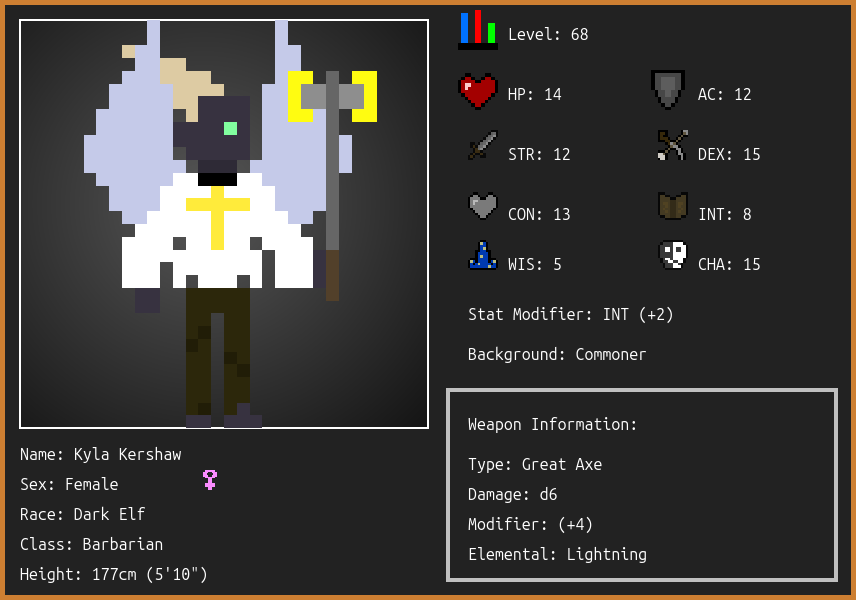 Level: 68
HP: 14
AC: 12
STR: 12
DEX: 15
CON: 13
INT: 8
WIS: 5
CHA: 15
Stat Modifier: INT (+2)
Background: Commoner
Weapon Information:
Type: Great Axe
Damage: d6
Modifier: (+4)
Elemental: Lightning
Name: Kyla Kershaw
Sex: Female
Race: Dark Elf
Class: Barbarian
Height: 177cm (5'10")